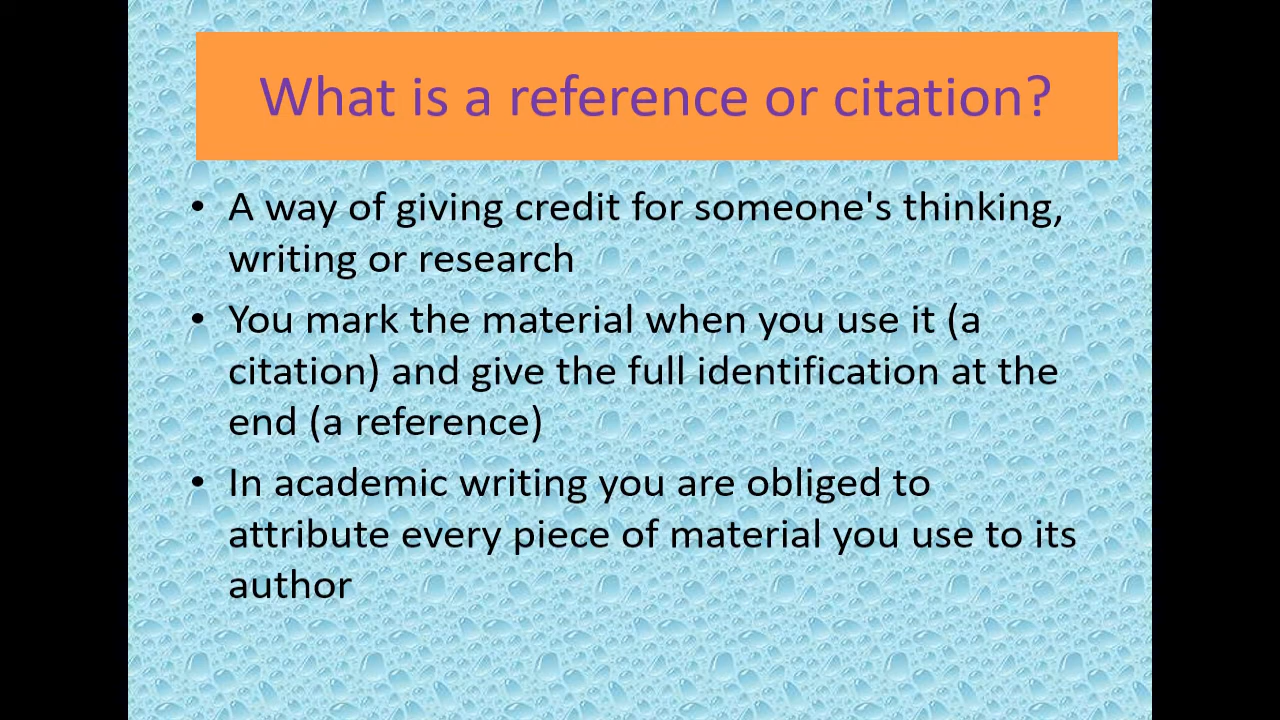 What is a reference or citation?
• A way of giving credit for someone's thinking,
writing or research
• You mark the material when you use it (a
citation) and give the full identification at the
end (a reference)
• In academic writing you are obliged to
attribute every piece of material you use to its
author